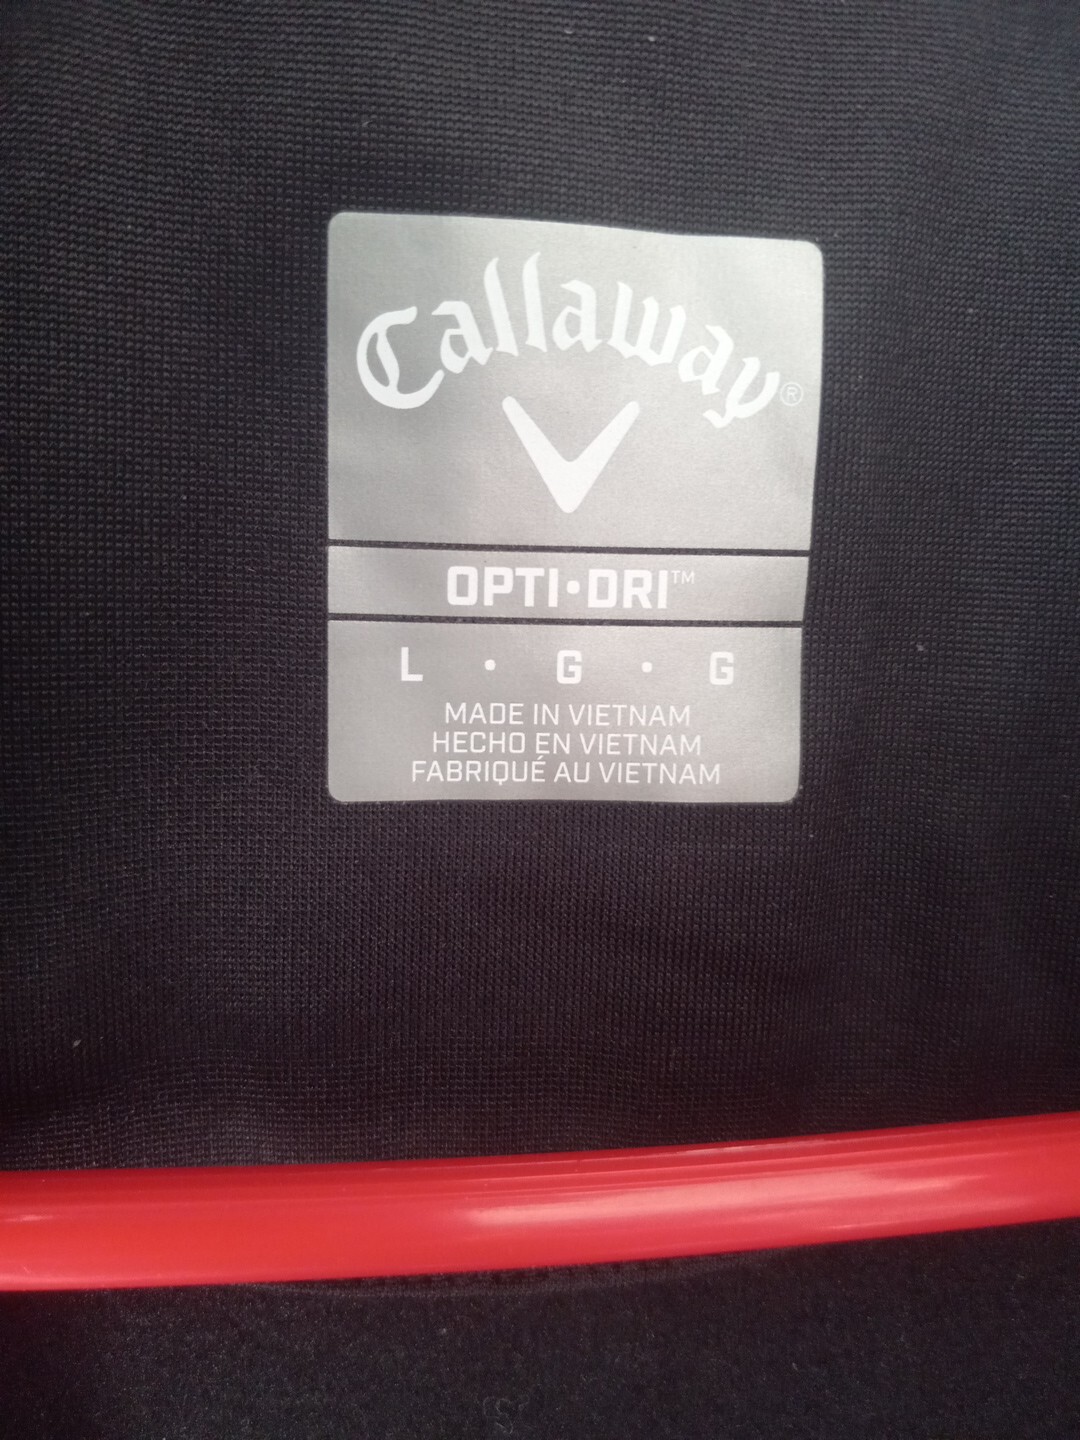 Callaway®
OPTI•DRI™
L • G • G
MADE IN VIETNAM
HECHO EN VIETNAM
FABRIQUÉ AU VIETNAM